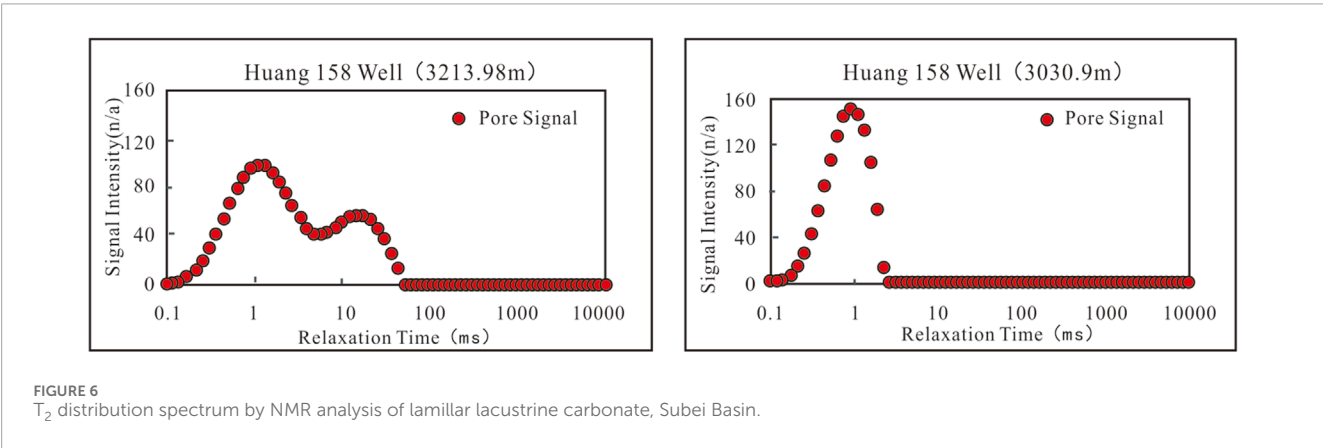 Huang 158 Well（3213.98m）
Signal Intensity(n/a)
160
120
80
40
0
Pore Signal
0.1 1 10 100 1000 10000
Relaxation Time（ms）
Huang 158 Well（3030.9m）
Signal Intensity(n/a)
160
120
80
40
0
Pore Signal
0.1 1 10 100 1000 10000
Relaxation Time（ms）
FIGURE 6
T₂ distribution spectrum by NMR analysis of lamillar lacustrine carbonate, Subei Basin.